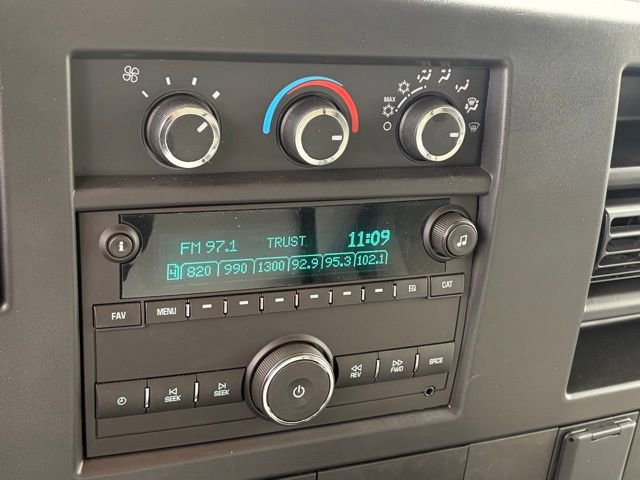 MAX
FM 97.1 TRUST 11:09
4 820 990 1300 92.9 95.3 102.1
FAV MENU EQ CAT
SEEK SEEK REV FWD SRCE